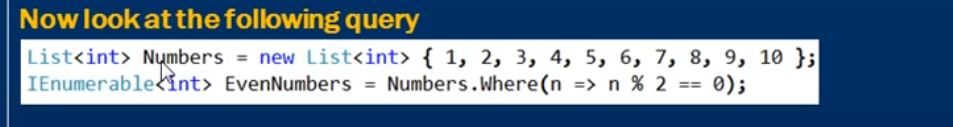 Now look at the following query
List<int> Numbers = new List<int> { 1, 2, 3, 4, 5, 6, 7, 8, 9, 10 };
IEnumerable<int> EvenNumbers = Numbers.Where(n => n % 2 == 0);